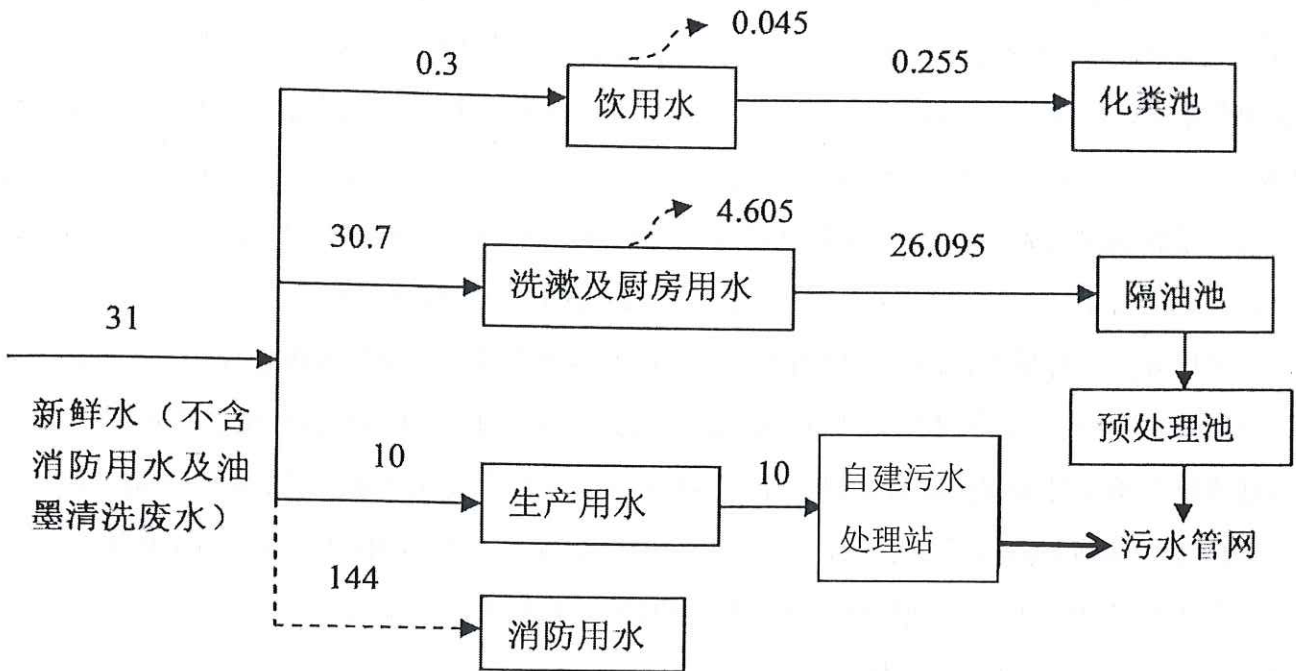 0.045
0.3
0.255
饮用水
化粪池
4.605
30.7
26.095
洗漱及厨房用水
隔油池
31
新鲜水（不含
消防用水及油
墨清洗废水）
预处理池
10
10
生产用水
自建污水
处理站
污水管网
144
消防用水